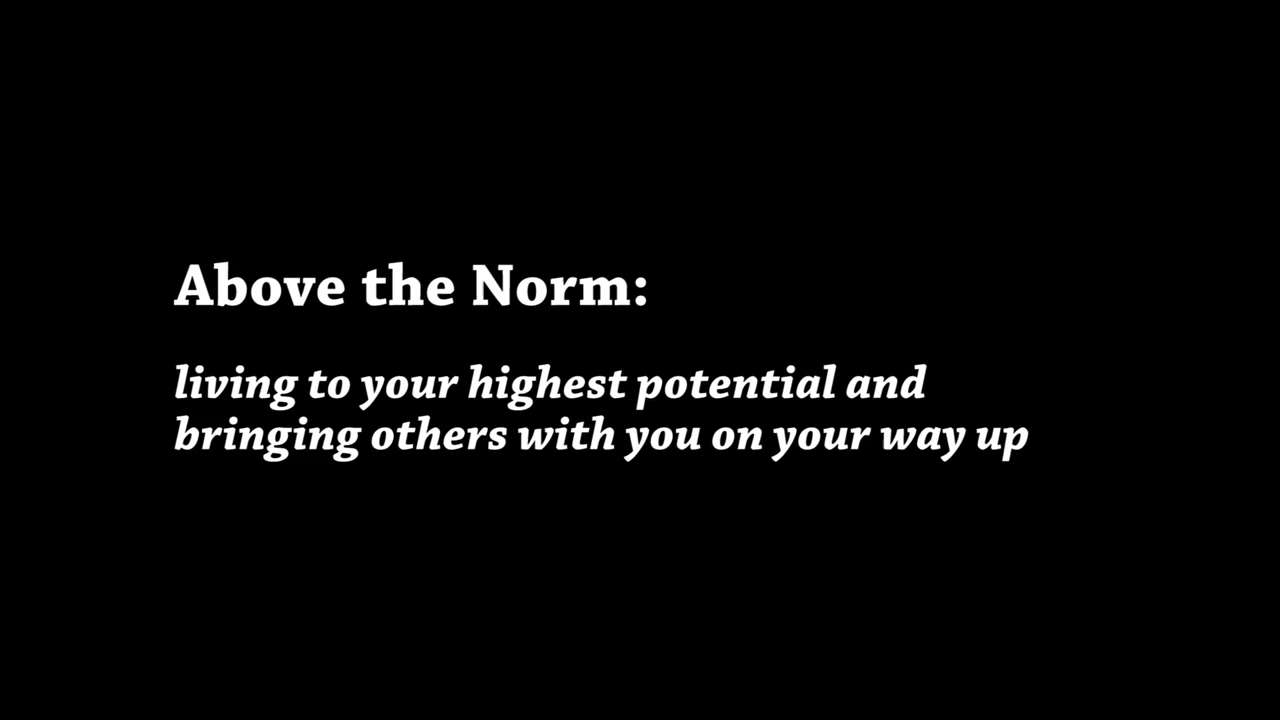 Above the Norm:
living to your highest potential and
bringing others with you on your way up